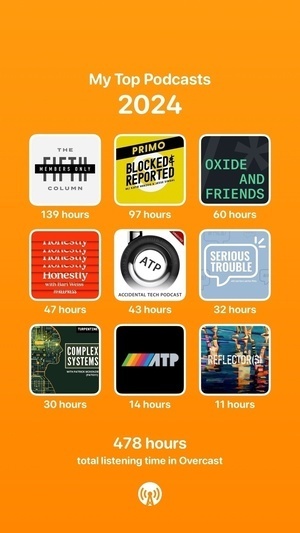 My Top Podcasts
2024
THE
FIFTH
MEMBERS ONLY
COLUMN
139 hours
PRIMO
BLOCKED &
REPORTED
97 hours
OXIDE
AND
FRIENDS
60 hours
Honestly
Honestly
Honestly
Honestly
Honestly
with Bari Weiss
47 hours
ATP
ACCIDENTAL TECH PODCAST
43 hours
SERIOUS
TROUBLE
32 hours
TURPENTINE
COMPLEX
SYSTEMS
30 hours
ATP
14 hours
REFLECTOR
11 hours
478 hours
total listening time in Overcast